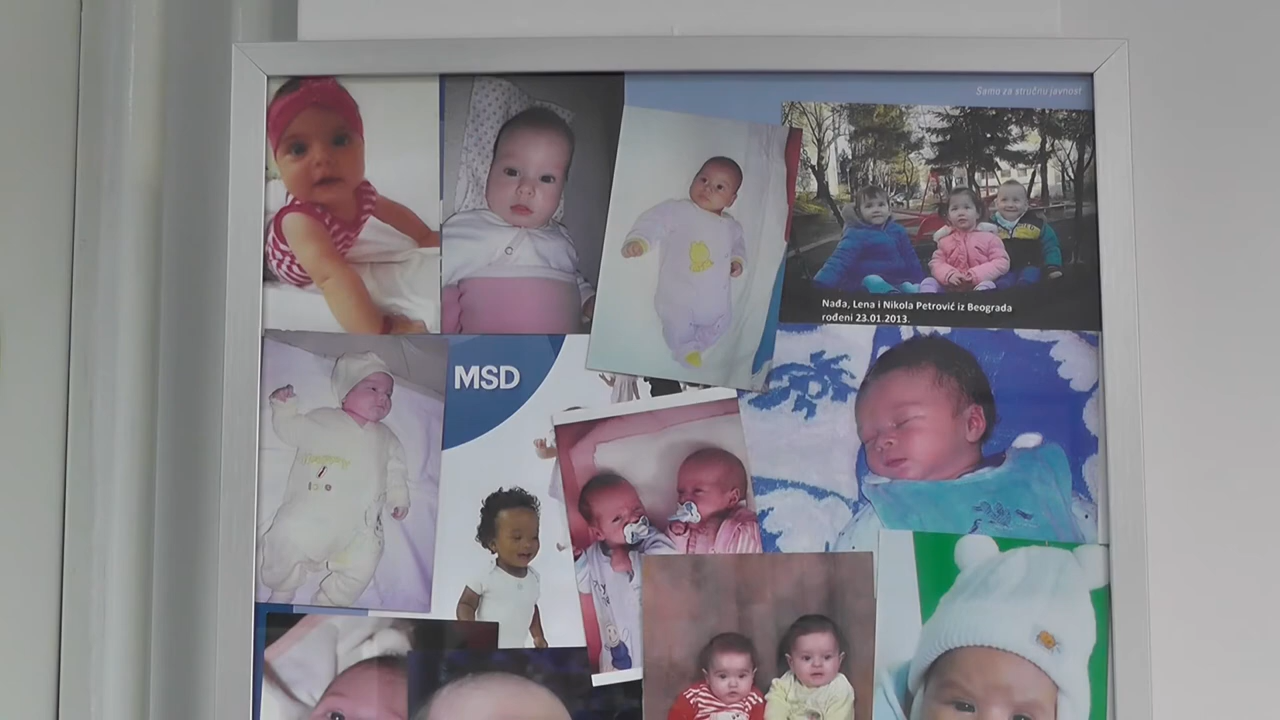 Samo za stručnu javnost
Nađa, Lena i Nikola Petrović iz Beograda
rođeni 23.01.2013.
MSD